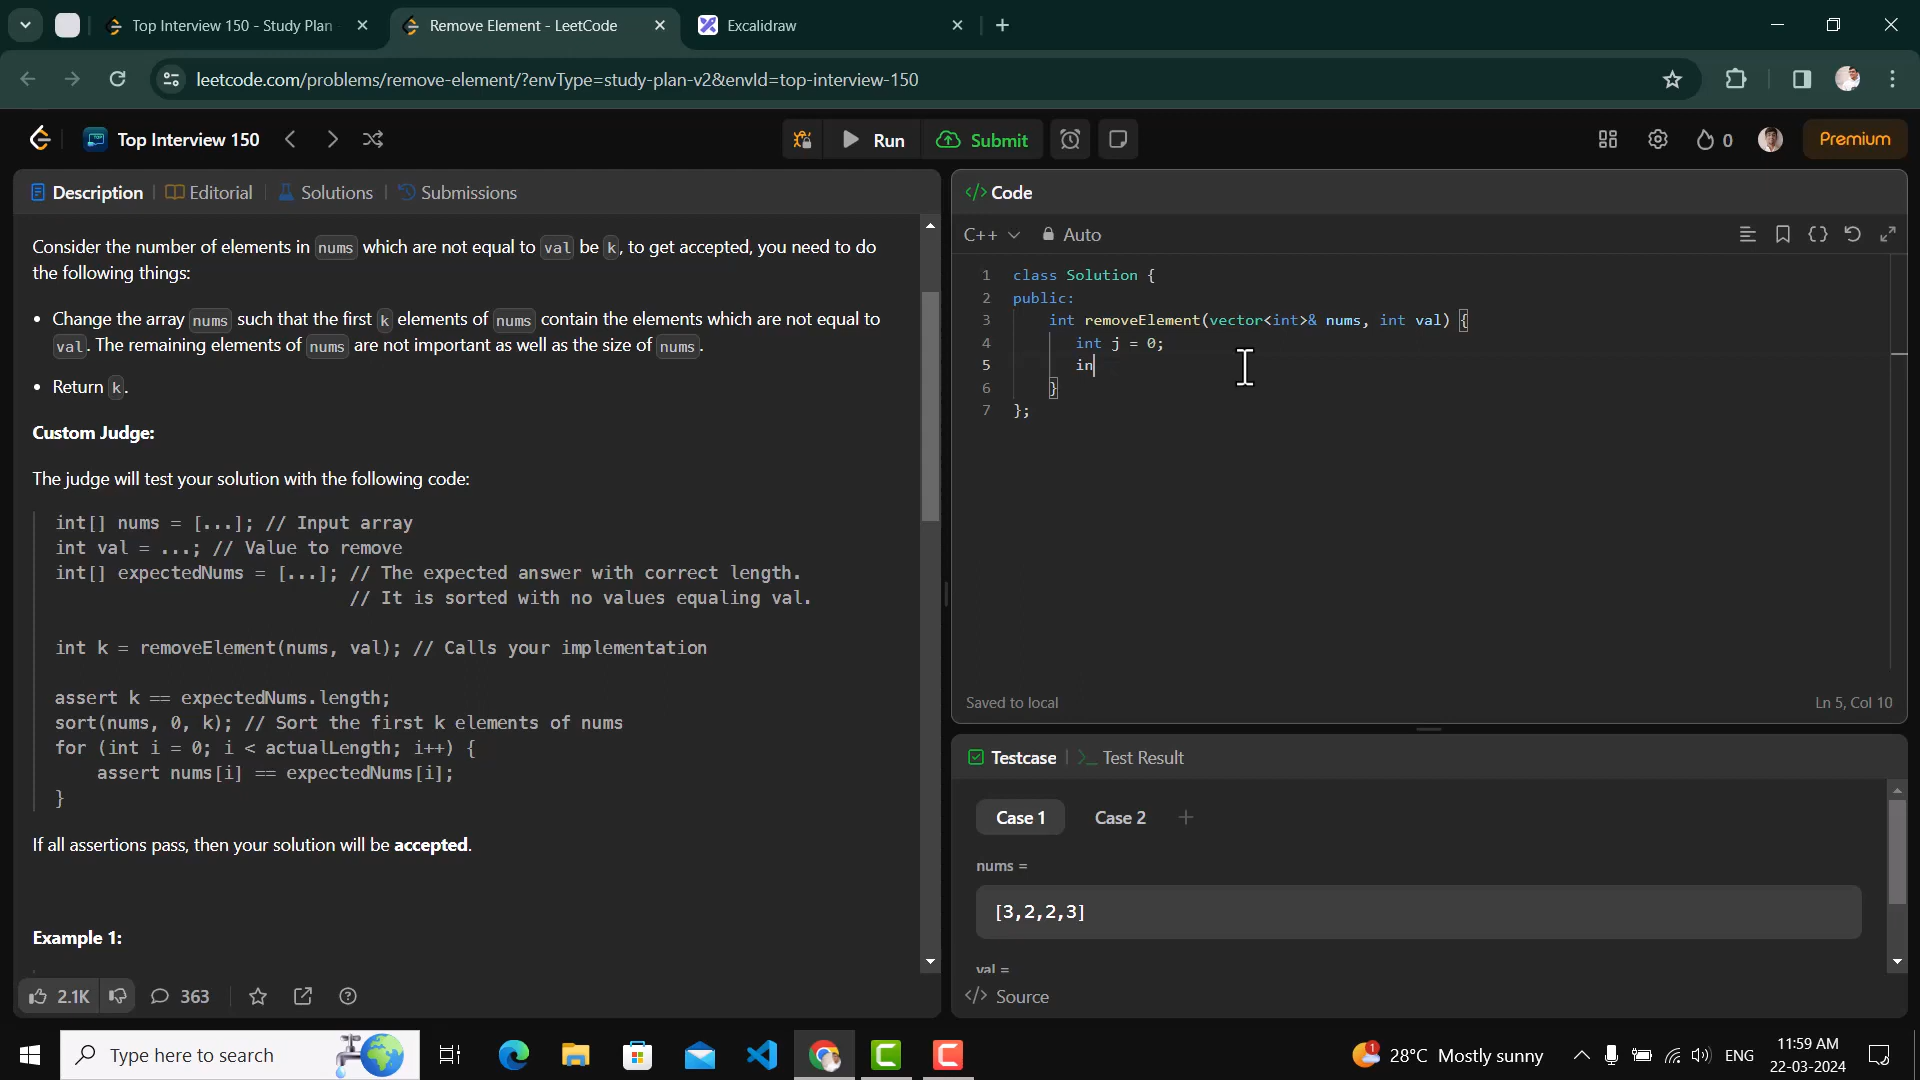 Top Interview 150 - Study Plan
Remove Element - LeetCode
Excalidraw
leetcode.com/problems/remove-element/?envType=study-plan-v2&envId=top-interview-150
Top Interview 150
Run
Submit
0
Premium
Description
Editorial
Solutions
Submissions
Consider the number of elements in nums which are not equal to val be k, to get accepted, you need to do
the following things:
• Change the array nums such that the first k elements of nums contain the elements which are not equal to
val. The remaining elements of nums are not important as well as the size of nums.
• Return k.
Custom Judge:
The judge will test your solution with the following code:
int[] nums = [...]; // Input array
int val = ...; // Value to remove
int[] expectedNums = [...]; // The expected answer with correct length.
// It is sorted with no values equaling val.
int k = removeElement(nums, val); // Calls your implementation
assert k == expectedNums.length;
sort(nums, 0, k); // Sort the first k elements of nums
for (int i = 0; i < actualLength; i++) {
assert nums[i] == expectedNums[i];
}
If all assertions pass, then your solution will be accepted.
Example 1:
2.1K
363
</> Code
C++
Auto
1 class Solution {
2 public:
3 int removeElement(vector<int>& nums, int val) {
4 int j = 0;
5 in
6 }
7 };
Saved to local
Ln 5, Col 10
Testcase
Test Result
Case 1
Case 2
nums =
[3,2,2,3]
val =
</> Source
Type here to search
28°C Mostly sunny
1
ENG
11:59 AM
22-03-2024